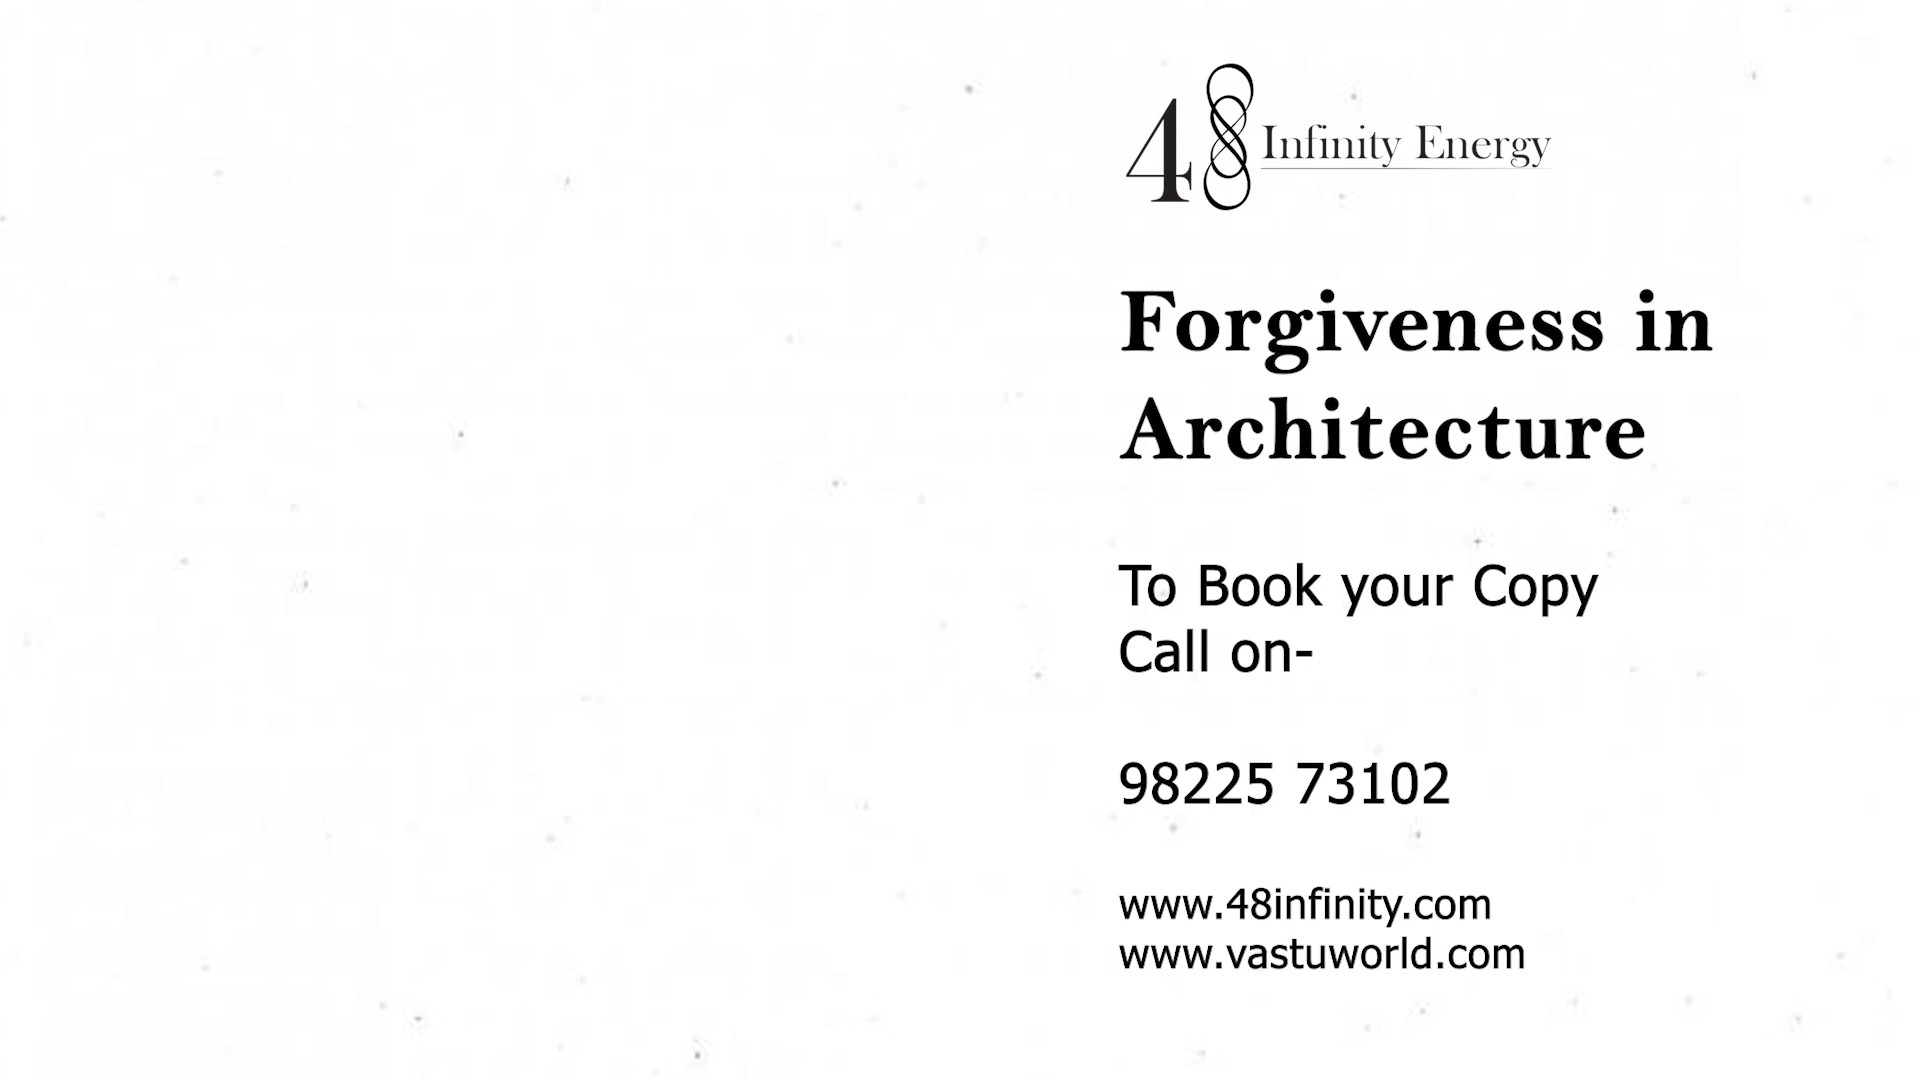 48 Infinity Energy
Forgiveness in
Architecture
To Book your Copy
Call on-
98225 73102
www.48infinity.com
www.vastuworld.com